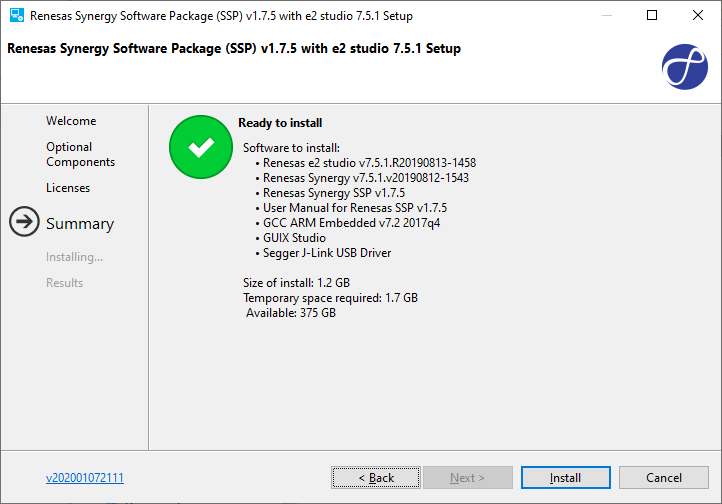 Renesas Synergy Software Package (SSP) v1.7.5 with e2 studio 7.5.1 Setup
Renesas Synergy Software Package (SSP) v1.7.5 with e2 studio 7.5.1 Setup
Welcome
Optional
Components
Licenses
Summary
Installing...
Results
Ready to install
Software to install:
• Renesas e2 studio v7.5.1.R20190813-1458
• Renesas Synergy v7.5.1.v20190812-1543
• Renesas Synergy SSP v1.7.5
• User Manual for Renesas SSP v1.7.5
• GCC ARM Embedded v7.2 2017q4
• GUIX Studio
• Segger J-Link USB Driver
Size of install: 1.2 GB
Temporary space required: 1.7 GB
Available: 375 GB
v202001072111
< Back
Next >
Install
Cancel